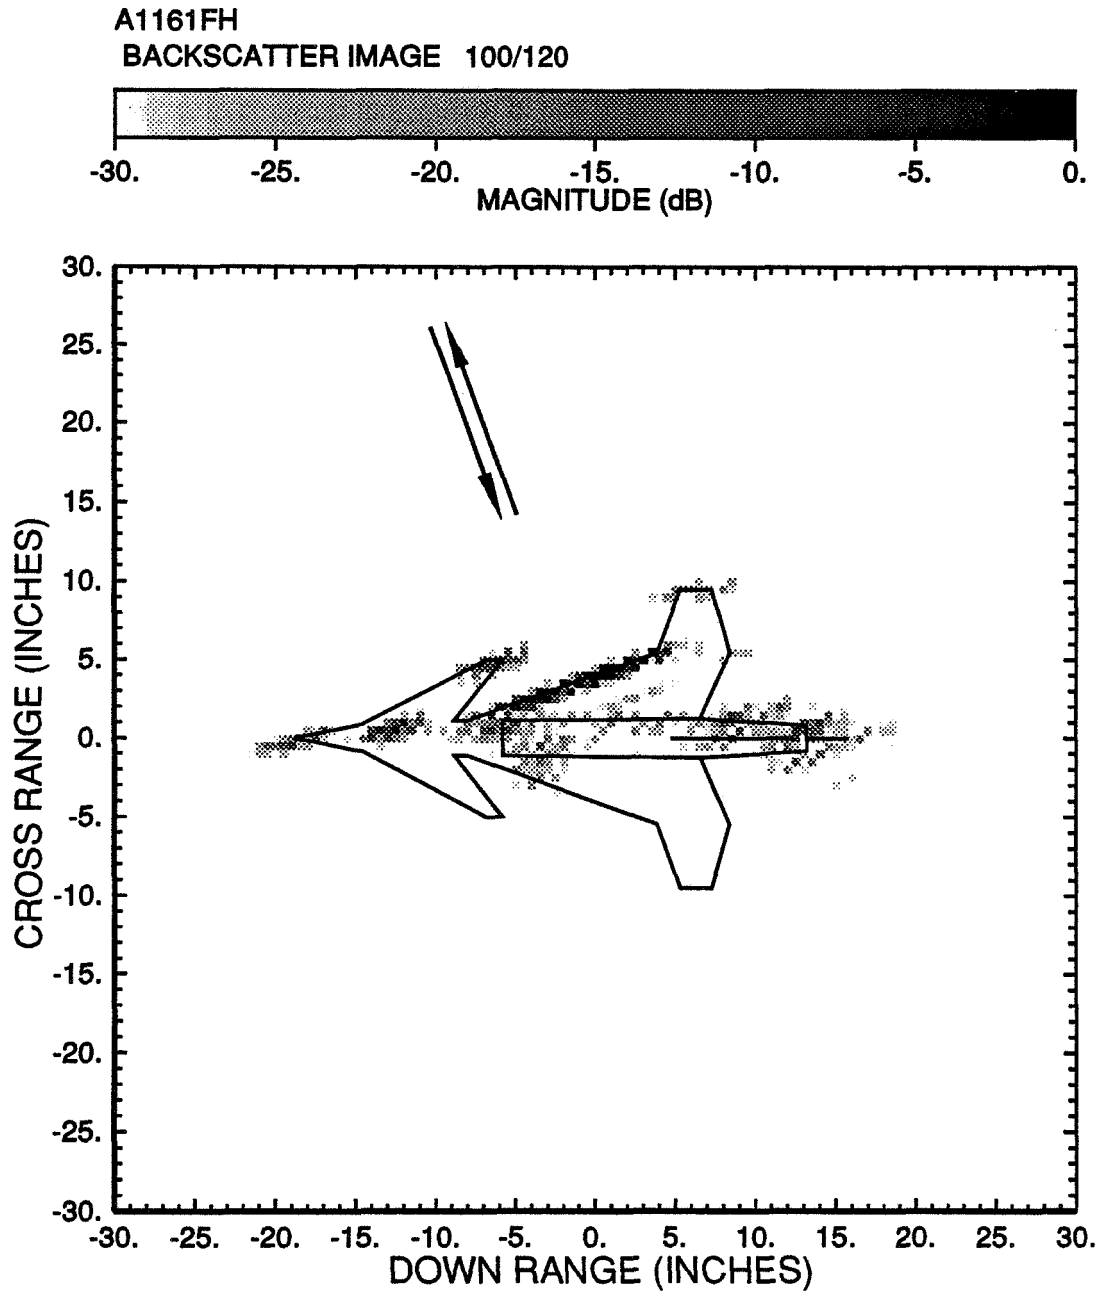 A1161FH
BACKSCATTER IMAGE 100/120
-30. -25. -20. -15. -10. -5. 0.
MAGNITUDE (dB)
30.
25.
20.
15.
10.
5.
0.
-5.
-10.
-15.
-20.
-25.
-30.
CROSS RANGE (INCHES)
-30. -25. -20. -15. -10. -5. 0. 5. 10. 15. 20. 25. 30.
DOWN RANGE (INCHES)